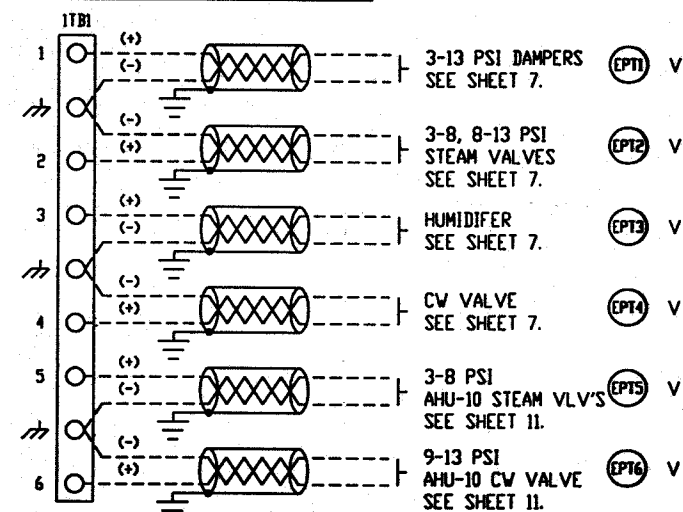 1TB1
1 (+) 3-13 PSI DAMPERS EPT1 V
(-) SEE SHEET 7.
(-) 3-8, 8-13 PSI EPT2 V
2 (+) STEAM VALVES
SEE SHEET 7.
3 (+) HUMIDIFER EPT3 V
(-) SEE SHEET 7.
(-) CW VALVE EPT4 V
4 (+) SEE SHEET 7.
5 (+) 3-8 PSI EPT5 V
(-) AHU-10 STEAM VLV'S
SEE SHEET 11.
(-) 9-13 PSI EPT6 V
6 (+) AHU-10 CW VALVE
SEE SHEET 11.